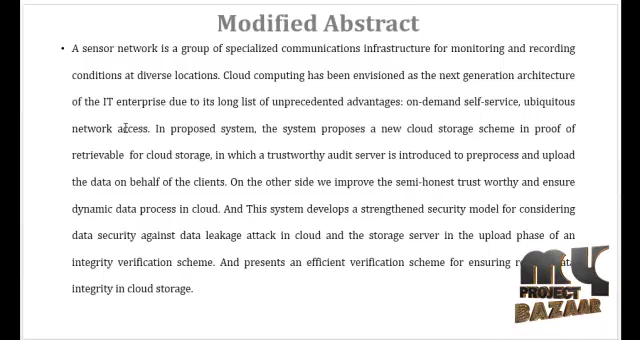 Modified Abstract
• A sensor network is a group of specialized communications infrastructure for monitoring and recording
conditions at diverse locations. Cloud computing has been envisioned as the next generation architecture
of the IT enterprise due to its long list of unprecedented advantages: on-demand self-service, ubiquitous
network access. In proposed system, the system proposes a new cloud storage scheme in proof of
retrievable for cloud storage, in which a trustworthy audit server is introduced to preprocess and upload
the data on behalf of the clients. On the other side we improve the semi-honest trust worthy and ensure
dynamic data process in cloud. And This system develops a strengthened security model for considering
data security against data leakage attack in cloud and the storage server in the upload phase of an
integrity verification scheme. And presents an efficient verification scheme for ensuring
integrity in cloud storage.
MY
PROJECT
BAZAAR